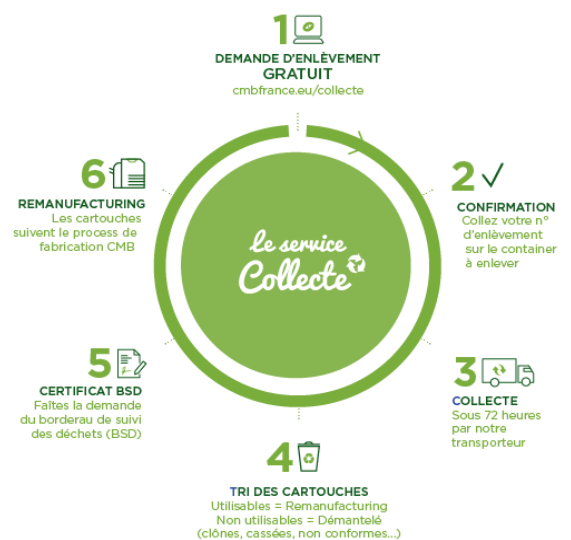 1
DEMANDE D'ENLÈVEMENT
GRATUIT
cmbfrance.eu/collecte
2
CONFIRMATION
Collez votre n°
d'enlèvement
sur le container
à enlever
3
COLLECTE
Sous 72 heures
par notre
transporteur
4
TRI DES CARTOUCHES
Utilisables = Remanufacturing
Non utilisables = Démantelé
(clônes, cassées, non conformes...)
5
CERTIFICAT BSD
Faîtes la demande
du borderau de suivi
des déchets (BSD)
6
REMANUFACTURING
Les cartouches
suivent le process de
fabrication CMB
Le service
Collecte